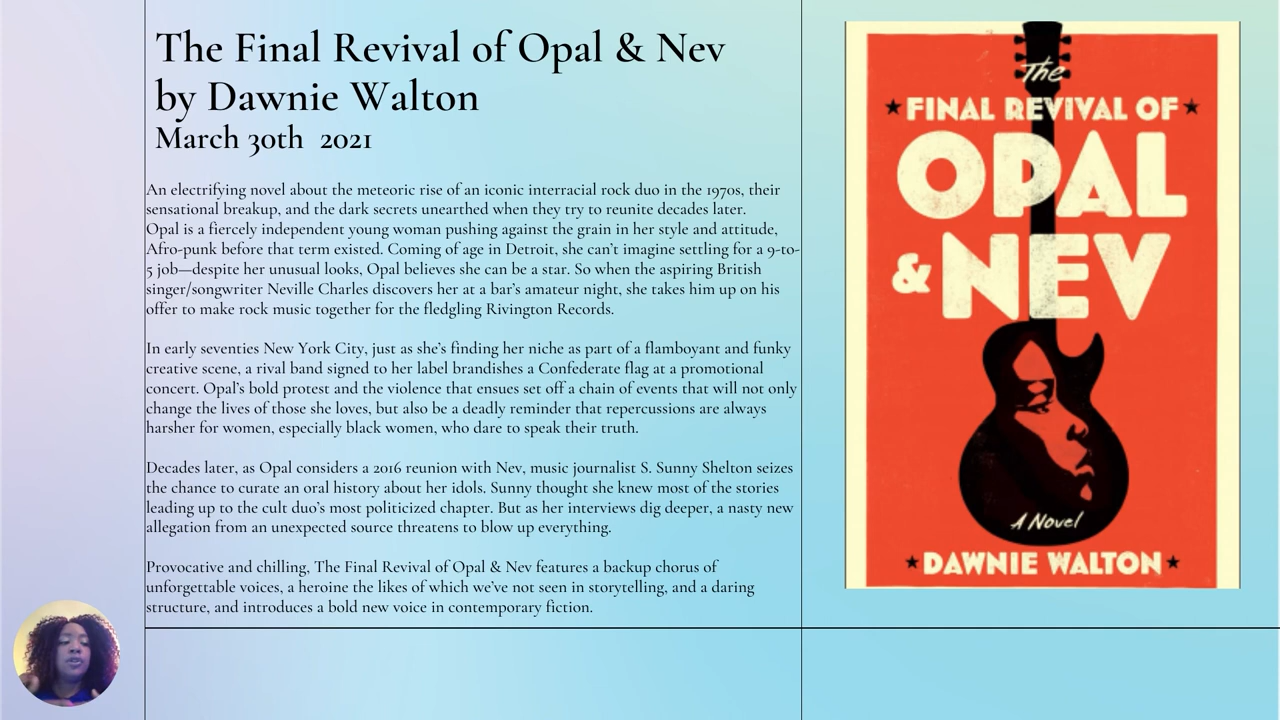 The Final Revival of Opal & Nev
by Dawnie Walton
March 30th 2021
An electrifying novel about the meteoric rise of an iconic interracial rock duo in the 1970s, their
sensational breakup, and the dark secrets unearthed when they try to reunite decades later.
Opal is a fiercely independent young woman pushing against the grain in her style and attitude,
Afro-punk before that term existed. Coming of age in Detroit, she can't imagine settling for a 9-to-
5 job—despite her unusual looks, Opal believes she can be a star. So when the aspiring British
singer/songwriter Neville Charles discovers her at a bar's amateur night, she takes him up on his
offer to make rock music together for the fledgling Rivington Records.
In early seventies New York City, just as she's finding her niche as part of a flamboyant and funky
creative scene, a rival band signed to her label brandishes a Confederate flag at a promotional
concert. Opal's bold protest and the violence that ensues set off a chain of events that will not only
change the lives of those she loves, but also be a deadly reminder that repercussions are always
harsher for women, especially black women, who dare to speak their truth.
Decades later, as Opal considers a 2016 reunion with Nev, music journalist S. Sunny Shelton seizes
the chance to curate an oral history about her idols. Sunny thought she knew most of the stories
leading up to the cult duo's most politicized chapter. But as her interviews dig deeper, a nasty new
allegation from an unexpected source threatens to blow up everything.
Provocative and chilling, The Final Revival of Opal & Nev features a backup chorus of
unforgettable voices, a heroine the likes of which we've not seen in storytelling, and a daring
structure, and introduces a bold new voice in contemporary fiction.
The
FINAL REVIVAL OF
OPAL
& NEV
A Novel
DAWNIE WALTON